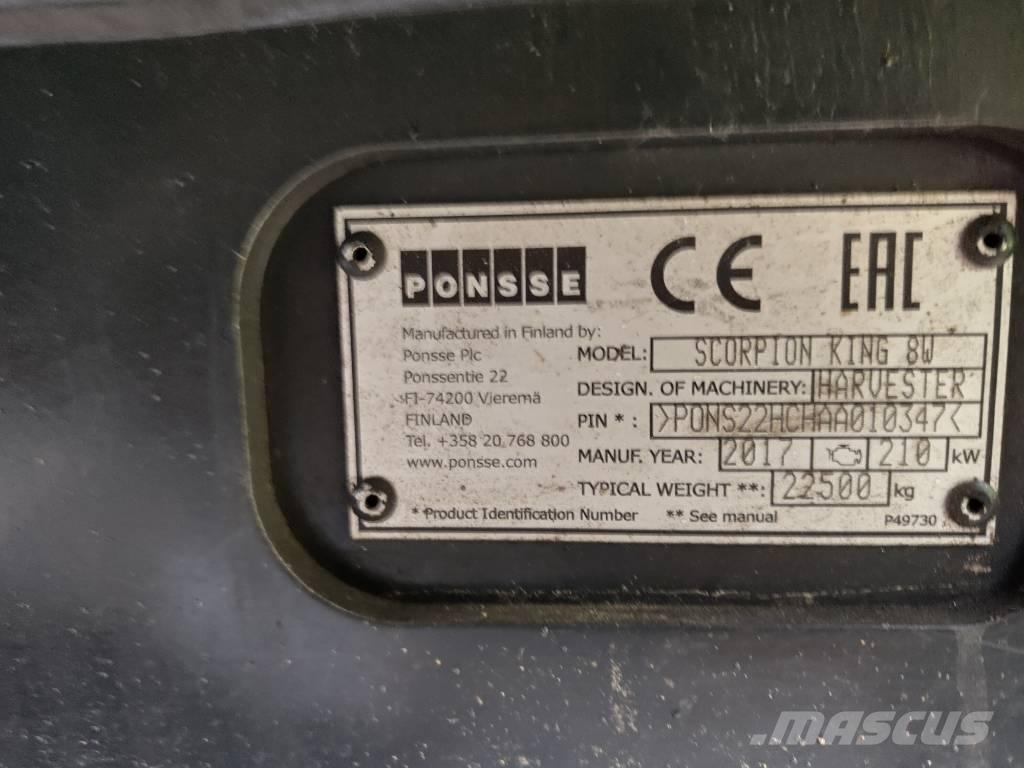 PONSSE CE EAC
Manufactured in Finland by:
Ponsse Plc
Ponssentie 22
FI-74200 Vieremä
FINLAND
Tel. +358 20 768 800
www.ponsse.com
MODEL: SCORPION KING 8W
DESIGN. OF MACHINERY: HARVESTER
PIN * : >PONS22HCHAA010347<
MANUF. YEAR: 2017 210 kW
TYPICAL WEIGHT **: 22500 kg
* Product Identification Number ** See manual P49730
MASCUS